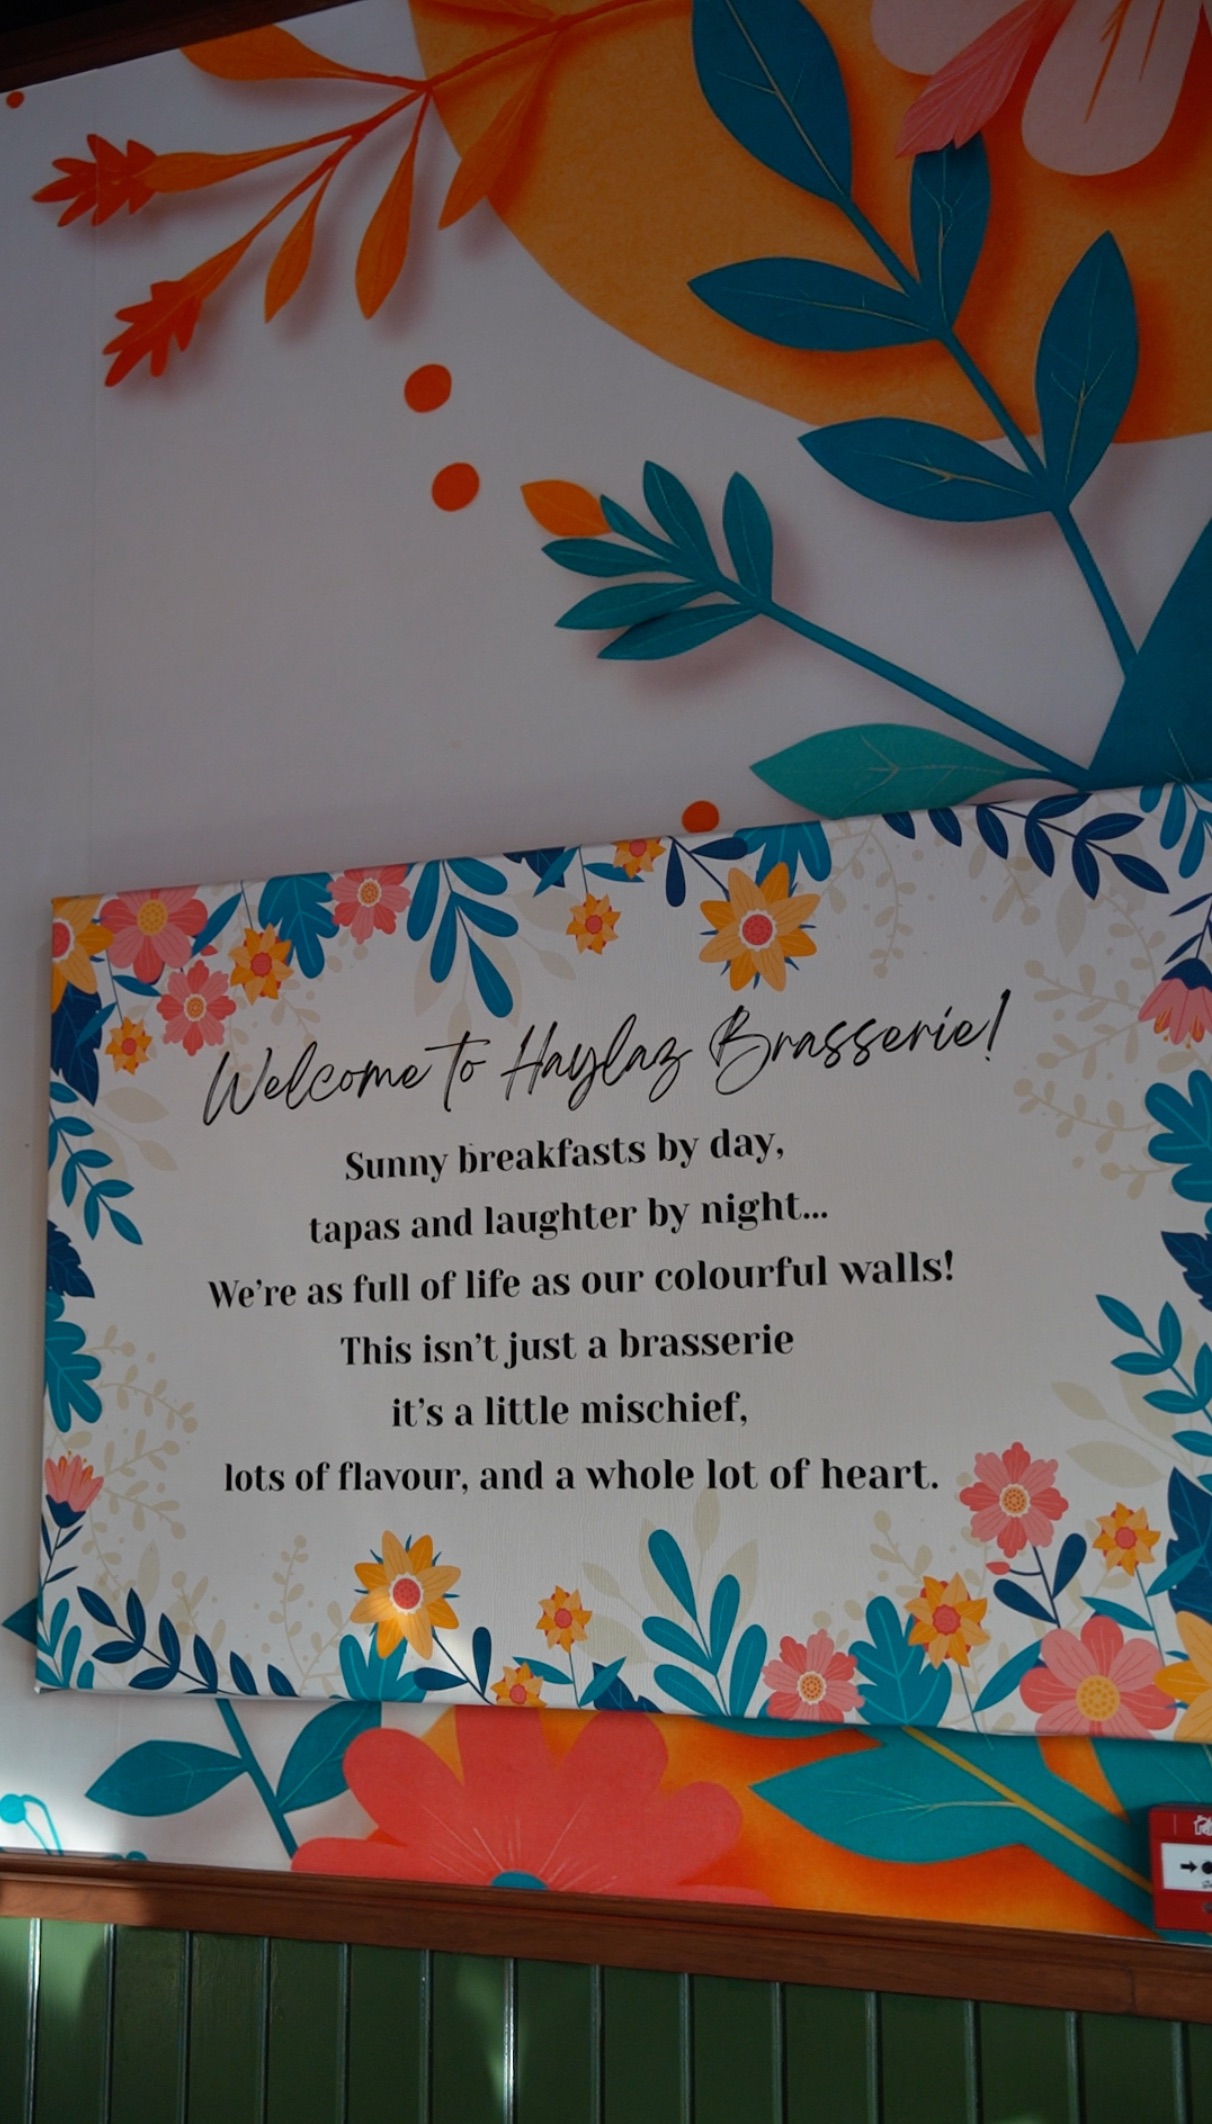 Welcome to Haylaz Brasserie!
Sunny breakfasts by day,
tapas and laughter by night...
We're as full of life as our colourful walls!
This isn't just a brasserie
it's a little mischief,
lots of flavour, and a whole lot of heart.